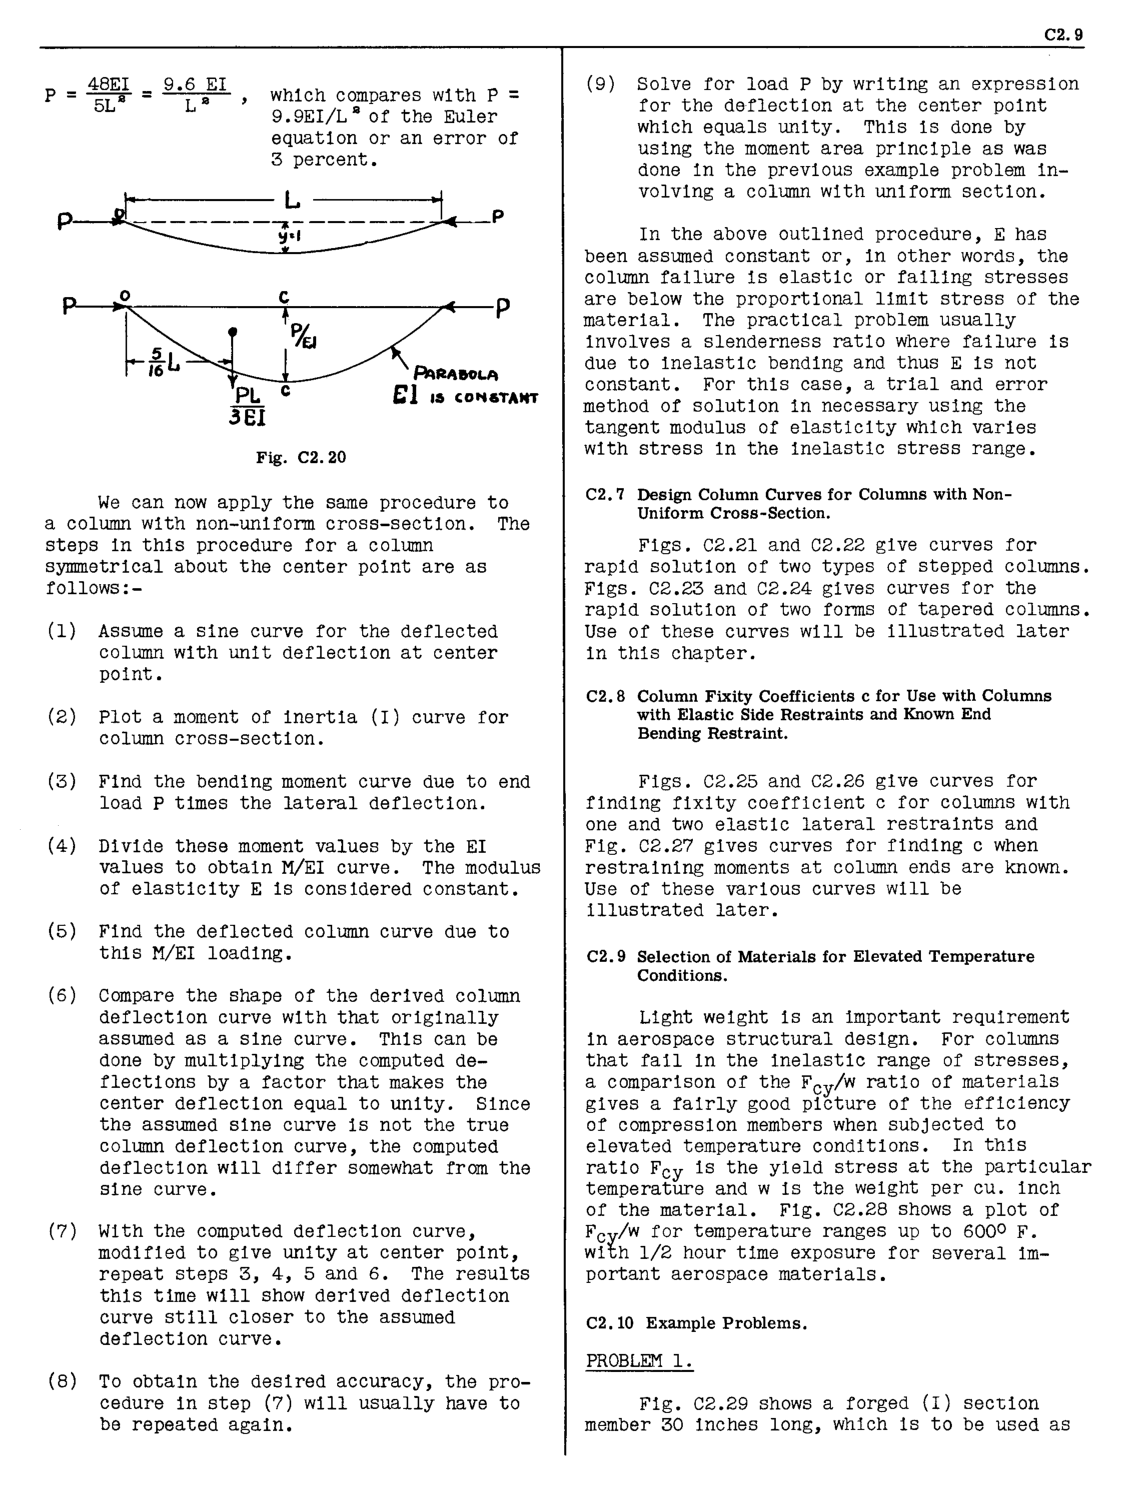 C2.9
P = 48EI/5L² = 9.6 EI/L² , which compares with P =
9.9EI/L² of the Euler
equation or an error of
3 percent.
L
P O P
y=1
P O C P
P/EI
5/16 L
PARABOLA
PL/3EI C EI IS CONSTANT
Fig. C2.20
We can now apply the same procedure to
a column with non-uniform cross-section. The
steps in this procedure for a column
symmetrical about the center point are as
follows:-
(1) Assume a sine curve for the deflected
column with unit deflection at center
point.
(2) Plot a moment of inertia (I) curve for
column cross-section.
(3) Find the bending moment curve due to end
load P times the lateral deflection.
(4) Divide these moment values by the EI
values to obtain M/EI curve. The modulus
of elasticity E is considered constant.
(5) Find the deflected column curve due to
this M/EI loading.
(6) Compare the shape of the derived column
deflection curve with that originally
assumed as a sine curve. This can be
done by multiplying the computed de-
flections by a factor that makes the
center deflection equal to unity. Since
the assumed sine curve is not the true
column deflection curve, the computed
deflection will differ somewhat from the
sine curve.
(7) With the computed deflection curve,
modified to give unity at center point,
repeat steps 3, 4, 5 and 6. The results
this time will show derived deflection
curve still closer to the assumed
deflection curve.
(8) To obtain the desired accuracy, the pro-
cedure in step (7) will usually have to
be repeated again.
(9) Solve for load P by writing an expression
for the deflection at the center point
which equals unity. This is done by
using the moment area principle as was
done in the previous example problem in-
volving a column with uniform section.
In the above outlined procedure, E has
been assumed constant or, in other words, the
column failure is elastic or failing stresses
are below the proportional limit stress of the
material. The practical problem usually
involves a slenderness ratio where failure is
due to inelastic bending and thus E is not
constant. For this case, a trial and error
method of solution in necessary using the
tangent modulus of elasticity which varies
with stress in the inelastic stress range.
C2.7 Design Column Curves for Columns with Non-
Uniform Cross-Section.
Figs. C2.21 and C2.22 give curves for
rapid solution of two types of stepped columns.
Figs. C2.23 and C2.24 gives curves for the
rapid solution of two forms of tapered columns.
Use of these curves will be illustrated later
in this chapter.
C2.8 Column Fixity Coefficients c for Use with Columns
with Elastic Side Restraints and Known End
Bending Restraint.
Figs. C2.25 and C2.26 give curves for
finding fixity coefficient c for columns with
one and two elastic lateral restraints and
Fig. C2.27 gives curves for finding c when
restraining moments at column ends are known.
Use of these various curves will be
illustrated later.
C2.9 Selection of Materials for Elevated Temperature
Conditions.
Light weight is an important requirement
in aerospace structural design. For columns
that fail in the inelastic range of stresses,
a comparison of the Fcy/w ratio of materials
gives a fairly good picture of the efficiency
of compression members when subjected to
elevated temperature conditions. In this
ratio Fcy is the yield stress at the particular
temperature and w is the weight per cu. inch
of the material. Fig. C2.28 shows a plot of
Fcy/w for temperature ranges up to 600º F.
with 1/2 hour time exposure for several im-
portant aerospace materials.
C2.10 Example Problems.
PROBLEM 1.
Fig. C2.29 shows a forged (I) section
member 30 inches long, which is to be used as